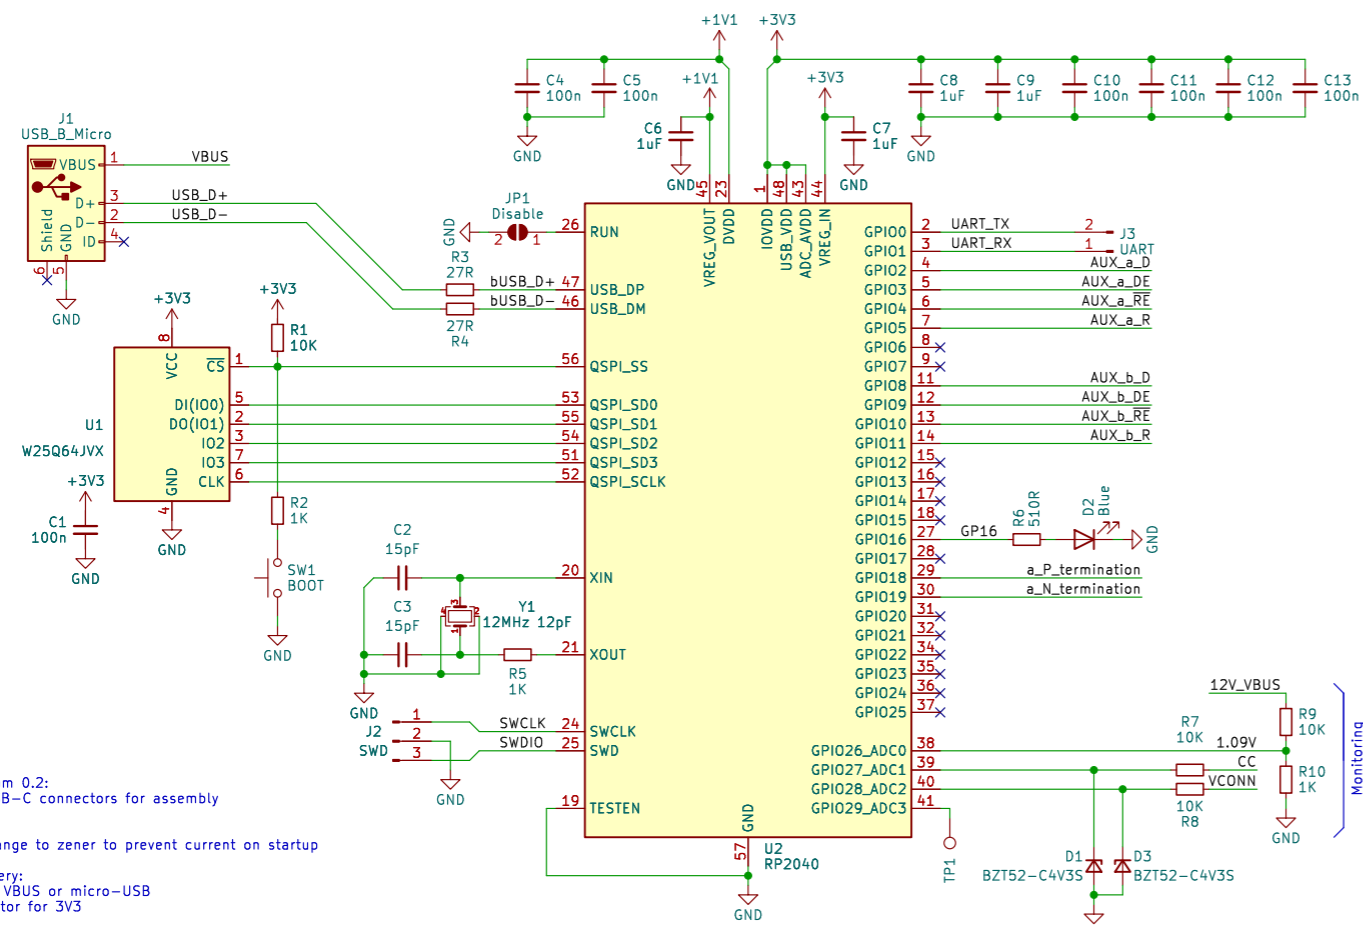 +1V1
+3V3
C4
100n
C5
100n
GND
+1V1
C6
1uF
GND
+3V3
C7
1uF
GND
C8
1uF
C9
1uF
C10
100n
C11
100n
C12
100n
C13
100n
GND
J1
USB_B_Micro
VBUS
1
D+
3
D-
2
ID
4
Shield
GND
6
5
GND
VBUS
USB_D+
USB_D-
JP1
Disable
GND
2
1
R3
27R
27R
R4
bUSB_D+
bUSB_D-
+3V3
+3V3
R1
10K
8
VCC
CS 1
DI(IO0) 5
DO(IO1) 2
IO2 3
IO3 7
CLK 6
GND
4
GND
U1
W25Q64JVX
+3V3
C1
100n
GND
R2
1K
SW1
BOOT
GND
C2
15pF
C3
15pF
3
4
2
1
Y1
12MHz 12pF
R5
1K
GND
J2
SWD
1
2
3
SWCLK
SWDIO
GND
45
23
1
48
43
44
VREG_VOUT
DVDD
IOVDD
USB_VDD
ADC_AVDD
VREG_IN
26 RUN
47 USB_DP
46 USB_DM
56 QSPI_SS
53 QSPI_SD0
55 QSPI_SD1
54 QSPI_SD2
51 QSPI_SD3
52 QSPI_SCLK
20 XIN
21 XOUT
24 SWCLK
25 SWD
19 TESTEN
GND
57
GND
U2
RP2040
GPIO0 2 UART_TX 2
GPIO1 3 UART_RX 1
J3
UART
GPIO2 4 AUX_a_D
GPIO3 5 AUX_a_DE
GPIO4 6 AUX_a_RE
GPIO5 7 AUX_a_R
GPIO6 8
GPIO7 9
GPIO8 11 AUX_b_D
GPIO9 12 AUX_b_DE
GPIO10 13 AUX_b_RE
GPIO11 14 AUX_b_R
GPIO12 15
GPIO13 16
GPIO14 17
GPIO15 18
GPIO16 27 GP16
R6
510R
D2
Blue
GND
GPIO17 28
GPIO18 29 a_P_termination
GPIO19 30 a_N_termination
GPIO20 31
GPIO21 32
GPIO22 34
GPIO23 35
GPIO24 36
GPIO25 37
GPIO26_ADC0 38 1.09V
GPIO27_ADC1 39 CC
GPIO28_ADC2 40 VCONN
GPIO29_ADC3 41
12V_VBUS
R7
10K
10K
R8
R9
10K
R10
1K
GND
Monitoring
TP1
D1
BZT52-C4V3S
D3
BZT52-C4V3S
m 0.2:
B-C connectors for assembly
nge to zener to prevent current on startup
ery:
VBUS or micro-USB
tor for 3V3